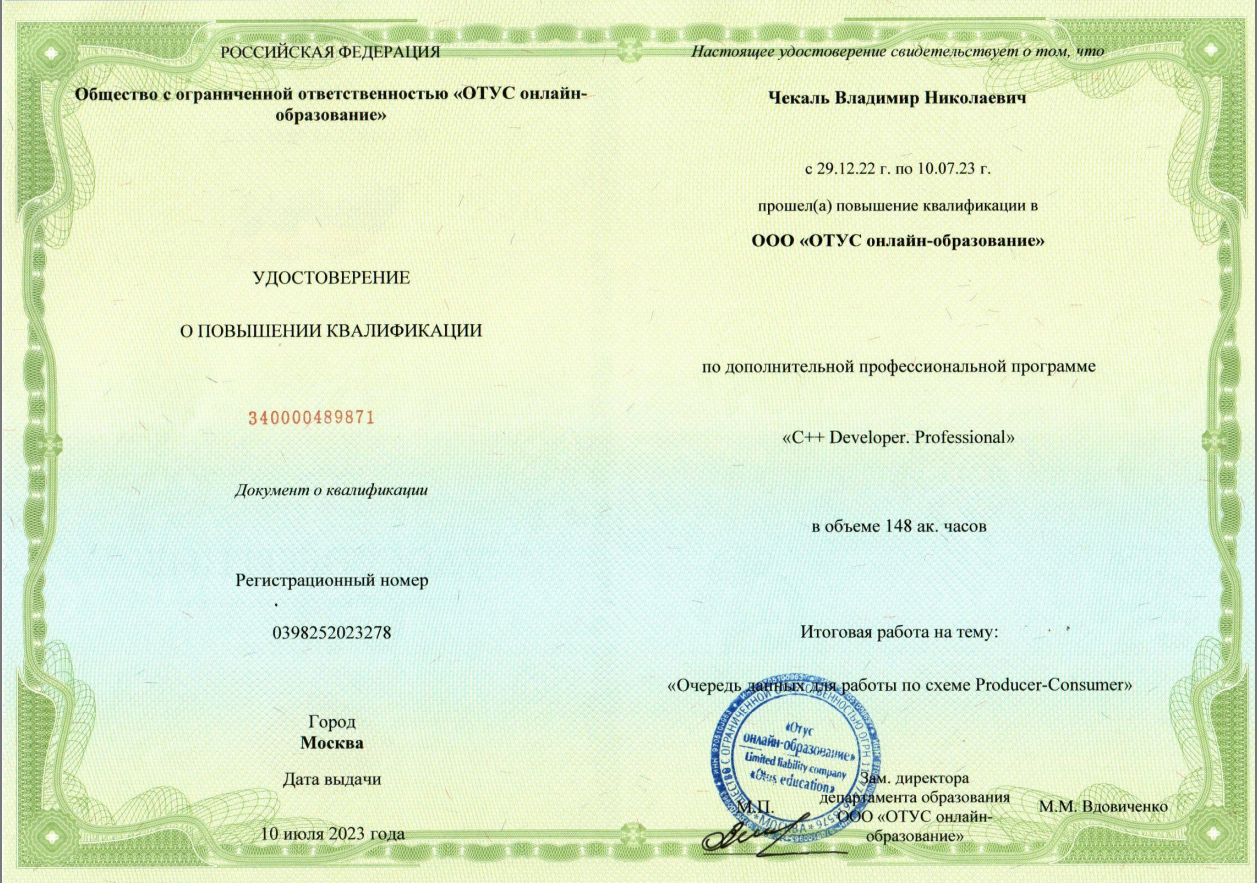 РОССИЙСКАЯ ФЕДЕРАЦИЯ
Общество с ограниченной ответственностью «ОТУС онлайн-
образование»
УДОСТОВЕРЕНИЕ
О ПОВЫШЕНИИ КВАЛИФИКАЦИИ
340000489871
Документ о квалификации
Регистрационный номер
0398252023278
Город
Москва
Дата выдачи
10 июля 2023 года
Настоящее удостоверение свидетельствует о том, что
Чекаль Владимир Николаевич
с 29.12.22 г. по 10.07.23 г.
прошел(а) повышение квалификации в
ООО «ОТУС онлайн-образование»
по дополнительной профессиональной программе
«C++ Developer. Professional»
в объеме 148 ак. часов
Итоговая работа на тему:
«Очередь данных для работы по схеме Producer-Consumer»
«Отус
онлайн-образование»
Limited liability company
«Otus education»
МОСКВА
М.П.
Зам. директора
департамента образования
ООО «ОТУС онлайн-
образование»
М.М. Вдовиченко